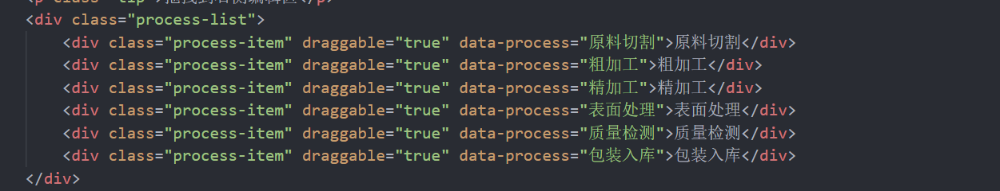 <div class="process-list">
<div class="process-item" draggable="true" data-process="原料切割">原料切割</div>
<div class="process-item" draggable="true" data-process="粗加工">粗加工</div>
<div class="process-item" draggable="true" data-process="精加工">精加工</div>
<div class="process-item" draggable="true" data-process="表面处理">表面处理</div>
<div class="process-item" draggable="true" data-process="质量检测">质量检测</div>
<div class="process-item" draggable="true" data-process="包装入库">包装入库</div>
</div>